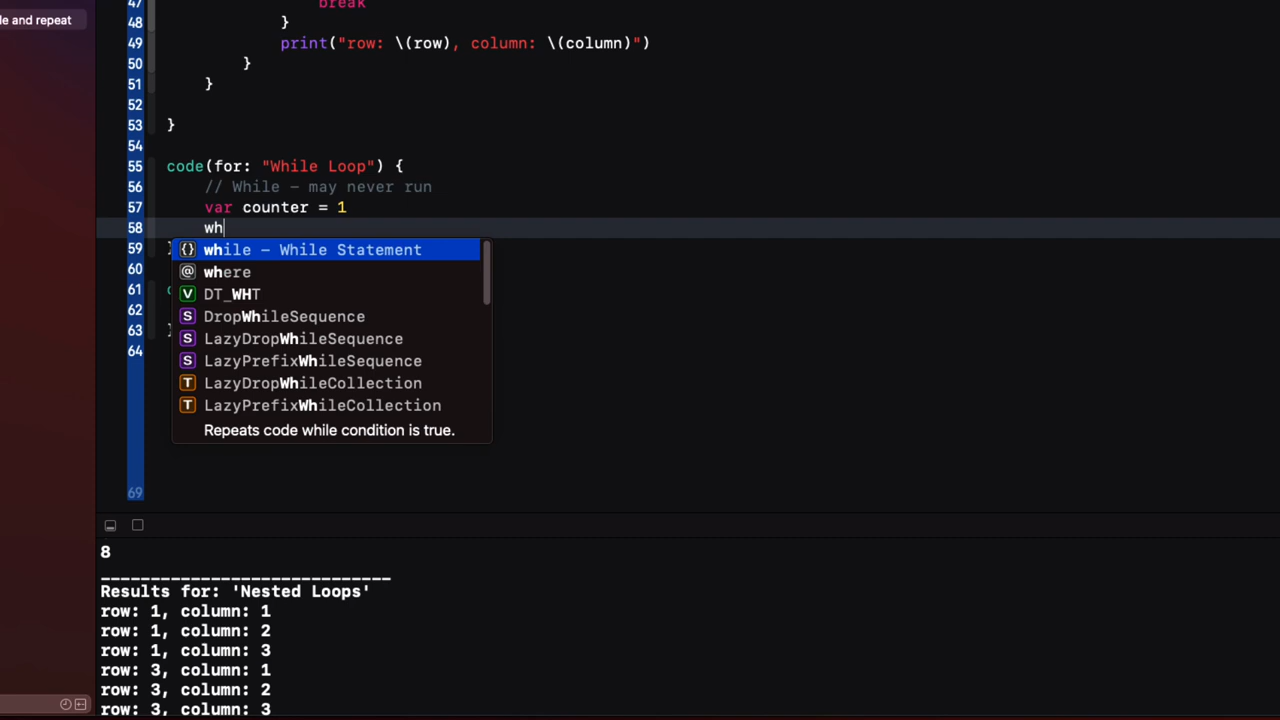 le and repeat
47 break
48 }
49 print("row: \(row), column: \(column)")
50 }
51 }
52
53 }
54
55 code(for: "While Loop") {
56 // While – may never run
57 var counter = 1
58 wh
59
{} while – While Statement
60
@ where
61
V DT_WHT
62
S DropWhileSequence
63
S LazyDropWhileSequence
64
S LazyPrefixWhileSequence
T LazyDropWhileCollection
T LazyPrefixWhileCollection
Repeats code while condition is true.
69
8
_____________________________
Results for: 'Nested Loops'
row: 1, column: 1
row: 1, column: 2
row: 1, column: 3
row: 3, column: 1
row: 3, column: 2
row: 3, column: 3